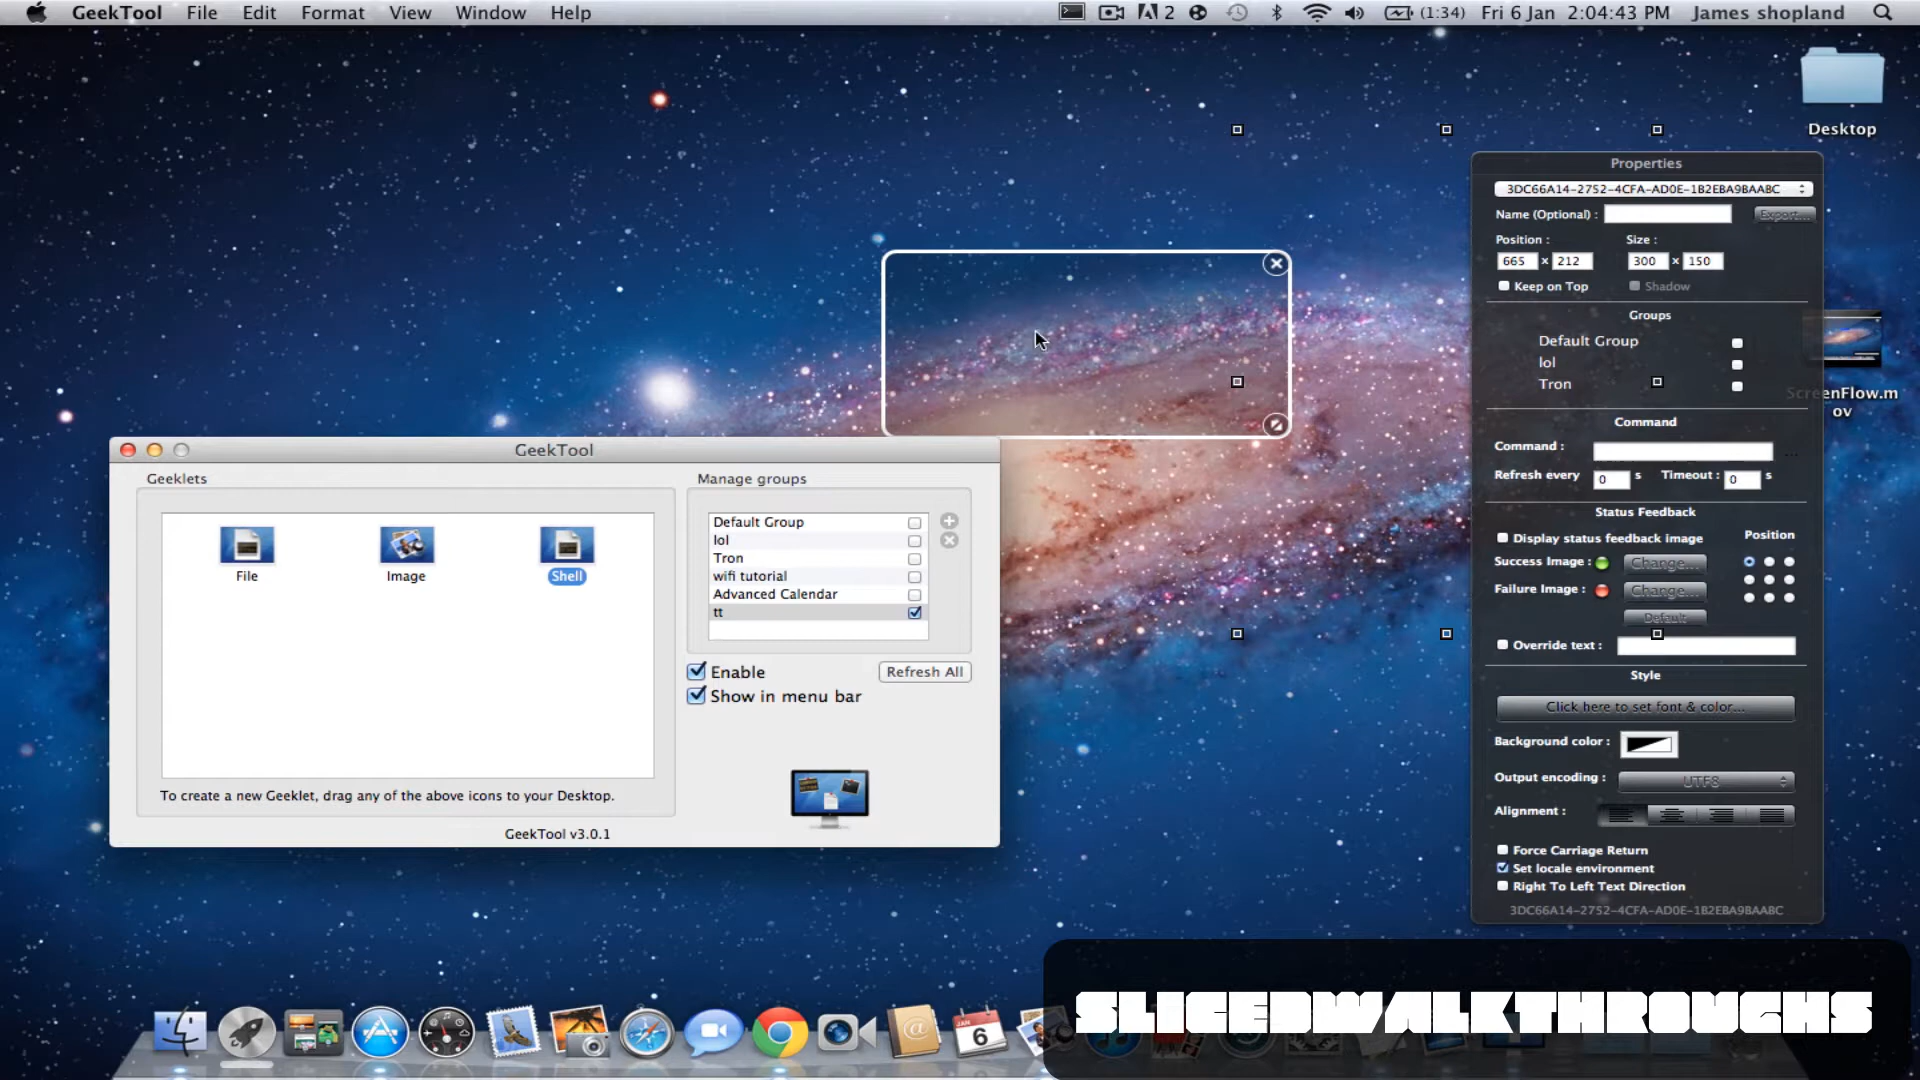 GeekTool File Edit Format View Window Help
2 (1:34) Fri 6 Jan 2:04:43 PM James shopland
Desktop
ScreenFlow.m
ov
GeekTool
Geeklets
File
Image
Shell
To create a new Geeklet, drag any of the above icons to your Desktop.
Manage groups
Default Group
lol
Tron
wifi tutorial
Advanced Calendar
tt
Enable
Refresh All
Show in menu bar
GeekTool v3.0.1
Properties
3DC66A14-2752-4CFA-AD0E-1B2EBA9BAABC
Name (Optional) :
Export...
Position : Size :
665 x 212 300 x 150
Keep on Top Shadow
Groups
Default Group
lol
Tron
Command
Command : ...
Refresh every 0 s Timeout : 0 s
Status Feedback
Display status feedback image Position
Success Image : Change...
Failure Image : Change...
Default
Override text :
Style
Click here to set font & color...
Background color :
Output encoding : UTF8
Alignment :
Force Carriage Return
Set locale environment
Right To Left Text Direction
3DC66A14-2752-4CFA-AD0E-1B2EBA9BAABC
JAN
6
SLICEDWALKTHROUGHS